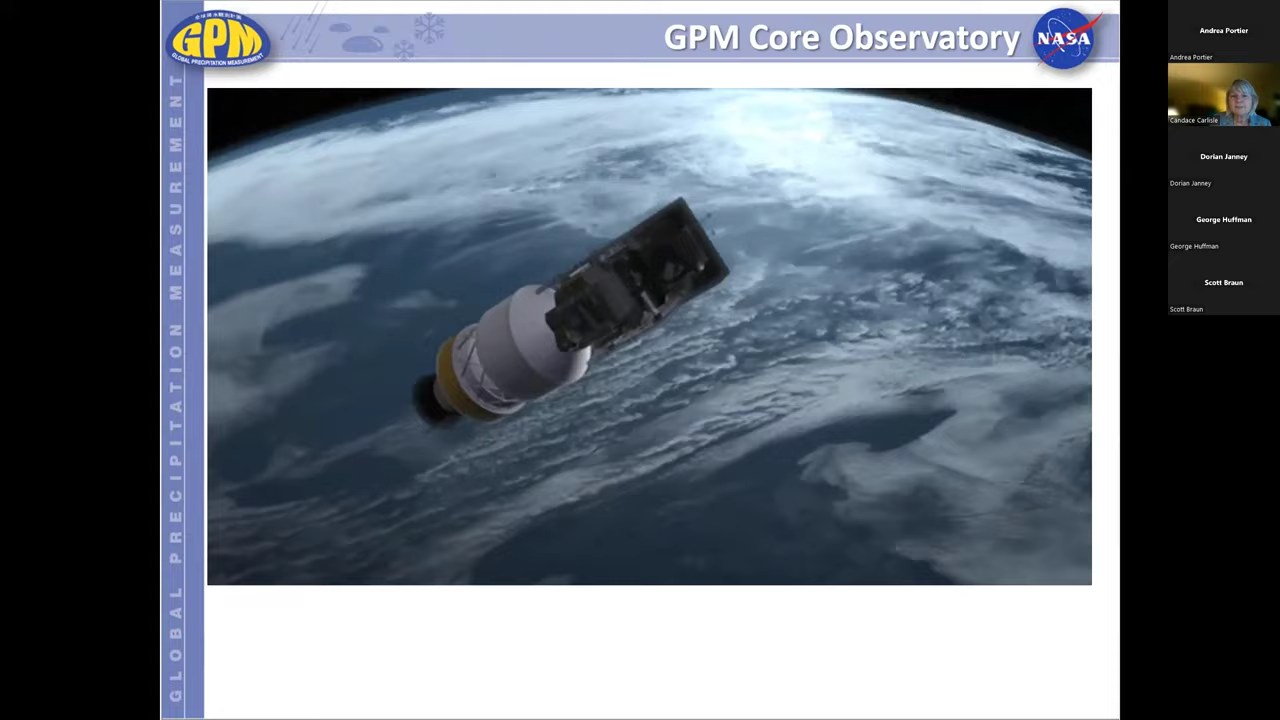 GPM
GLOBAL PRECIPITATION MEASUREMENT
GPM Core Observatory
NASA
GLOBAL PRECIPITATION MEASUREMENT
Andrea Portier
Andrea Portier
Candace Carlisle
Dorian Janney
Dorian Janney
George Huffman
George Huffman
Scott Braun
Scott Braun